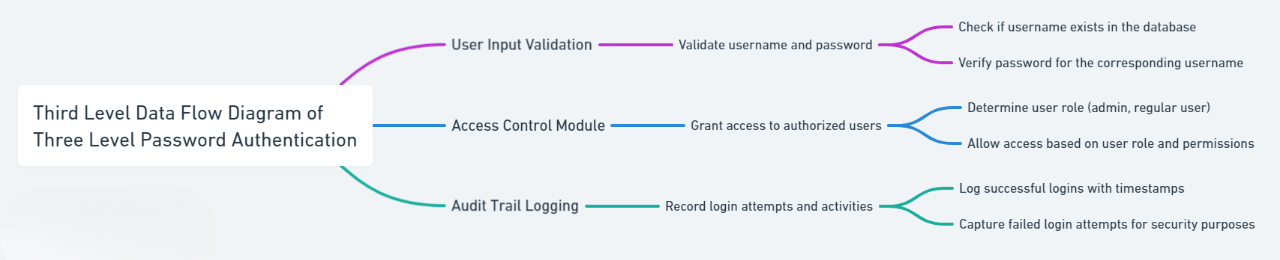 Third Level Data Flow Diagram of
Three Level Password Authentication
User Input Validation
Validate username and password
Check if username exists in the database
Verify password for the corresponding username
Access Control Module
Grant access to authorized users
Determine user role (admin, regular user)
Allow access based on user role and permissions
Audit Trail Logging
Record login attempts and activities
Log successful logins with timestamps
Capture failed login attempts for security purposes